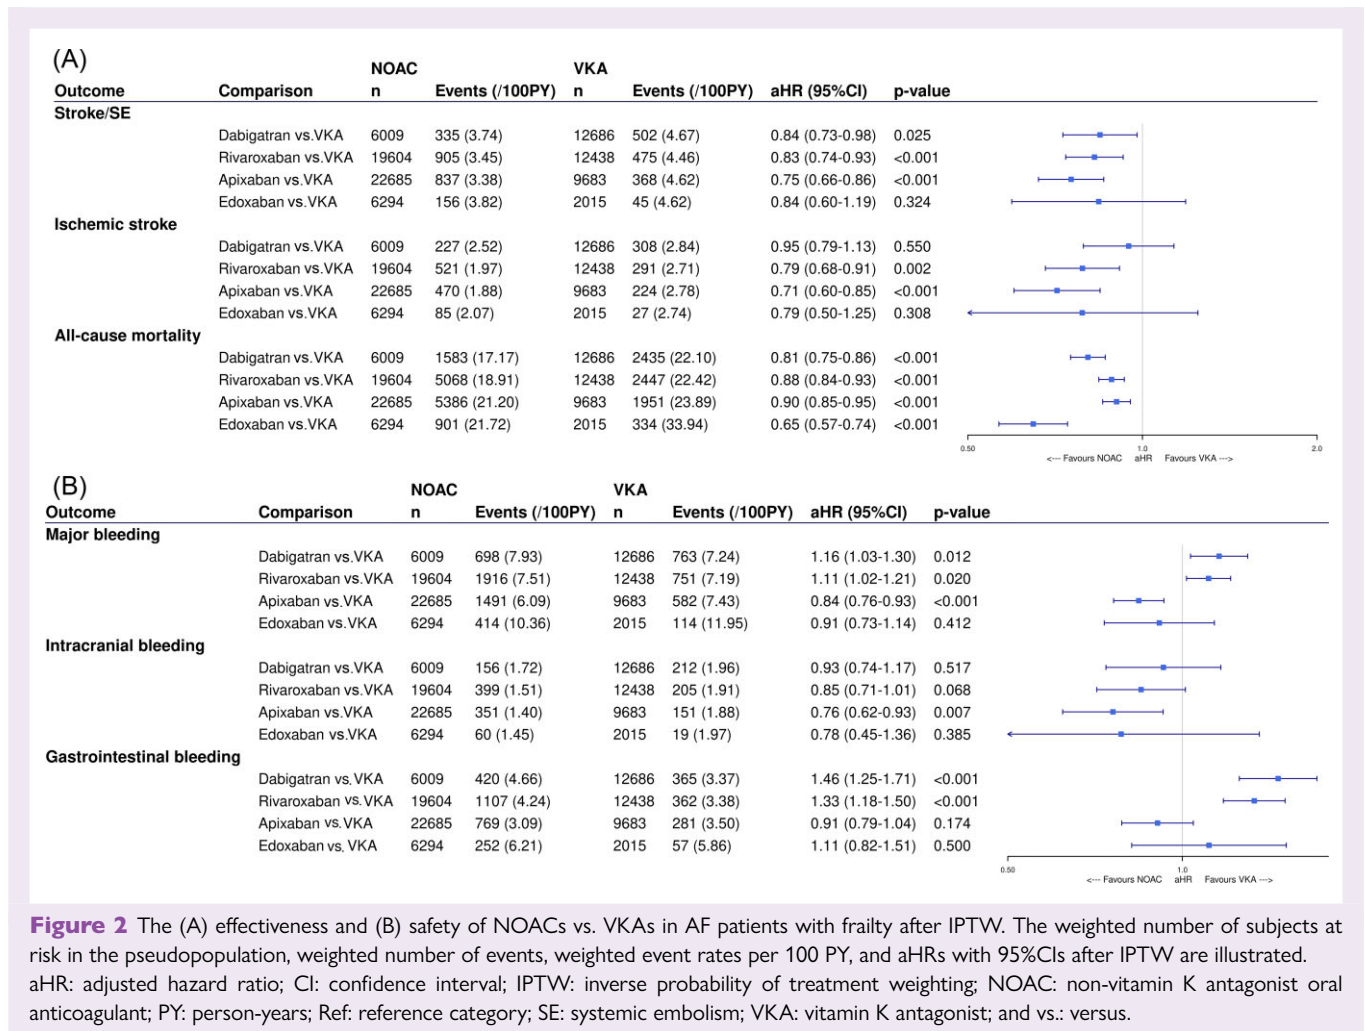 (A)
NOAC VKA
Outcome Comparison n Events (/100PY) n Events (/100PY) aHR (95%CI) p-value
Stroke/SE
Dabigatran vs.VKA 6009 335 (3.74) 12686 502 (4.67) 0.84 (0.73-0.98) 0.025
Rivaroxaban vs.VKA 19604 905 (3.45) 12438 475 (4.46) 0.83 (0.74-0.93) <0.001
Apixaban vs.VKA 22685 837 (3.38) 9683 368 (4.62) 0.75 (0.66-0.86) <0.001
Edoxaban vs.VKA 6294 156 (3.82) 2015 45 (4.62) 0.84 (0.60-1.19) 0.324
Ischemic stroke
Dabigatran vs.VKA 6009 227 (2.52) 12686 308 (2.84) 0.95 (0.79-1.13) 0.550
Rivaroxaban vs.VKA 19604 521 (1.97) 12438 291 (2.71) 0.79 (0.68-0.91) 0.002
Apixaban vs.VKA 22685 470 (1.88) 9683 224 (2.78) 0.71 (0.60-0.85) <0.001
Edoxaban vs.VKA 6294 85 (2.07) 2015 27 (2.74) 0.79 (0.50-1.25) 0.308
All-cause mortality
Dabigatran vs.VKA 6009 1583 (17.17) 12686 2435 (22.10) 0.81 (0.75-0.86) <0.001
Rivaroxaban vs.VKA 19604 5068 (18.91) 12438 2447 (22.42) 0.88 (0.84-0.93) <0.001
Apixaban vs.VKA 22685 5386 (21.20) 9683 1951 (23.89) 0.90 (0.85-0.95) <0.001
Edoxaban vs.VKA 6294 901 (21.72) 2015 334 (33.94) 0.65 (0.57-0.74) <0.001
0.50 1.0 2.0
<--- Favours NOAC aHR Favours VKA --->
(B)
NOAC VKA
Outcome Comparison n Events (/100PY) n Events (/100PY) aHR (95%CI) p-value
Major bleeding
Dabigatran vs.VKA 6009 698 (7.93) 12686 763 (7.24) 1.16 (1.03-1.30) 0.012
Rivaroxaban vs.VKA 19604 1916 (7.51) 12438 751 (7.19) 1.11 (1.02-1.21) 0.020
Apixaban vs.VKA 22685 1491 (6.09) 9683 582 (7.43) 0.84 (0.76-0.93) <0.001
Edoxaban vs.VKA 6294 414 (10.36) 2015 114 (11.95) 0.91 (0.73-1.14) 0.412
Intracranial bleeding
Dabigatran vs.VKA 6009 156 (1.72) 12686 212 (1.96) 0.93 (0.74-1.17) 0.517
Rivaroxaban vs.VKA 19604 399 (1.51) 12438 205 (1.91) 0.85 (0.71-1.01) 0.068
Apixaban vs.VKA 22685 351 (1.40) 9683 151 (1.88) 0.76 (0.62-0.93) 0.007
Edoxaban vs.VKA 6294 60 (1.45) 2015 19 (1.97) 0.78 (0.45-1.36) 0.385
Gastrointestinal bleeding
Dabigatran vs. VKA 6009 420 (4.66) 12686 365 (3.37) 1.46 (1.25-1.71) <0.001
Rivaroxaban vs. VKA 19604 1107 (4.24) 12438 362 (3.38) 1.33 (1.18-1.50) <0.001
Apixaban vs. VKA 22685 769 (3.09) 9683 281 (3.50) 0.91 (0.79-1.04) 0.174
Edoxaban vs. VKA 6294 252 (6.21) 2015 57 (5.86) 1.11 (0.82-1.51) 0.500
0.50 1.0
<--- Favours NOAC aHR Favours VKA --->
Figure 2 The (A) effectiveness and (B) safety of NOACs vs. VKAs in AF patients with frailty after IPTW. The weighted number of subjects at
risk in the pseudopopulation, weighted number of events, weighted event rates per 100 PY, and aHRs with 95%CIs after IPTW are illustrated.
aHR: adjusted hazard ratio; CI: confidence interval; IPTW: inverse probability of treatment weighting; NOAC: non-vitamin K antagonist oral
anticoagulant; PY: person-years; Ref: reference category; SE: systemic embolism; VKA: vitamin K antagonist; and vs.: versus.